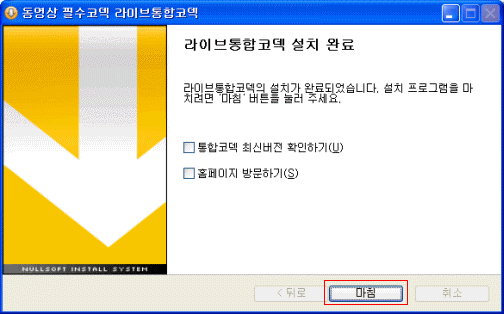 동영상 필수코덱 라이브통합코덱
라이브통합코덱 설치 완료
라이브통합코덱의 설치가 완료되었습니다. 설치 프로그램을 마
치려면 '마침' 버튼을 눌러 주세요.
통합코덱 최신버전 확인하기(U)
홈페이지 방문하기(S)
NULLSOFT INSTALL SYSTEM
< 뒤로
마침
취소